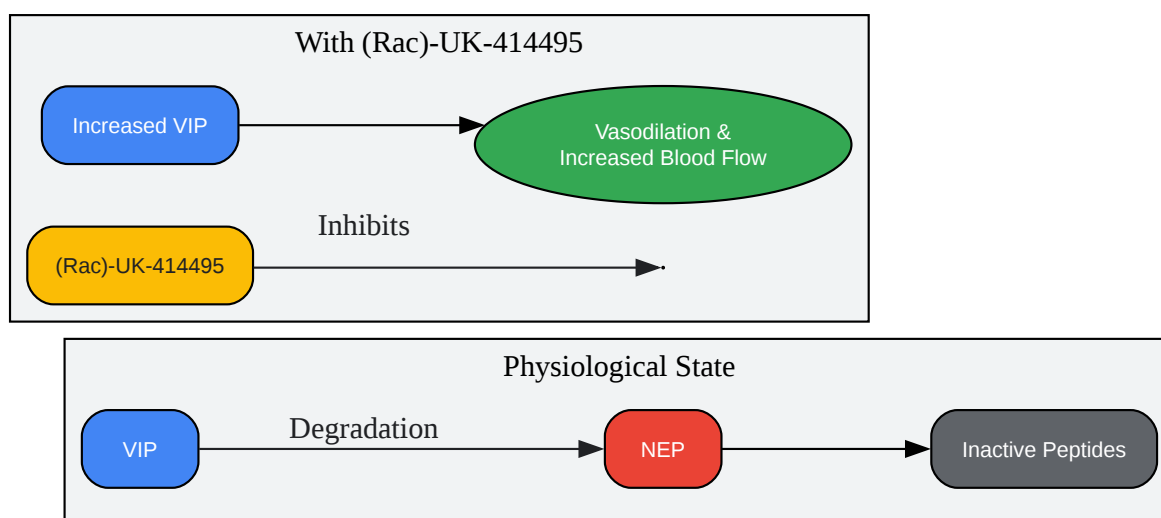 With (Rac)-UK-414495
Increased VIP
Vasodilation &
Increased Blood Flow
Inhibits
(Rac)-UK-414495
Physiological State
VIP
Degradation
NEP
Inactive Peptides